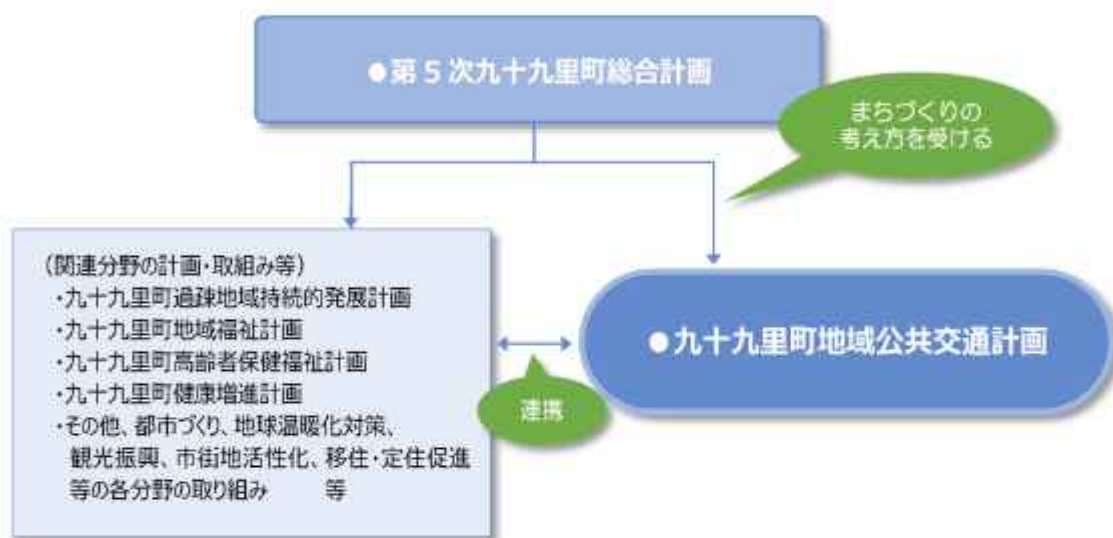 ●第5次九十九里町総合計画
まちづくりの
考え方を受ける
(関連分野の計画・取組み等)
・九十九里町過疎地域持続的発展計画
・九十九里町地域福祉計画
・九十九里町高齢者保健福祉計画
・九十九里町健康増進計画
・その他、都市づくり、地球温暖化対策、
観光振興、市街地活性化、移住・定住促進
等の各分野の取り組み 等
連携
●九十九里町地域公共交通計画